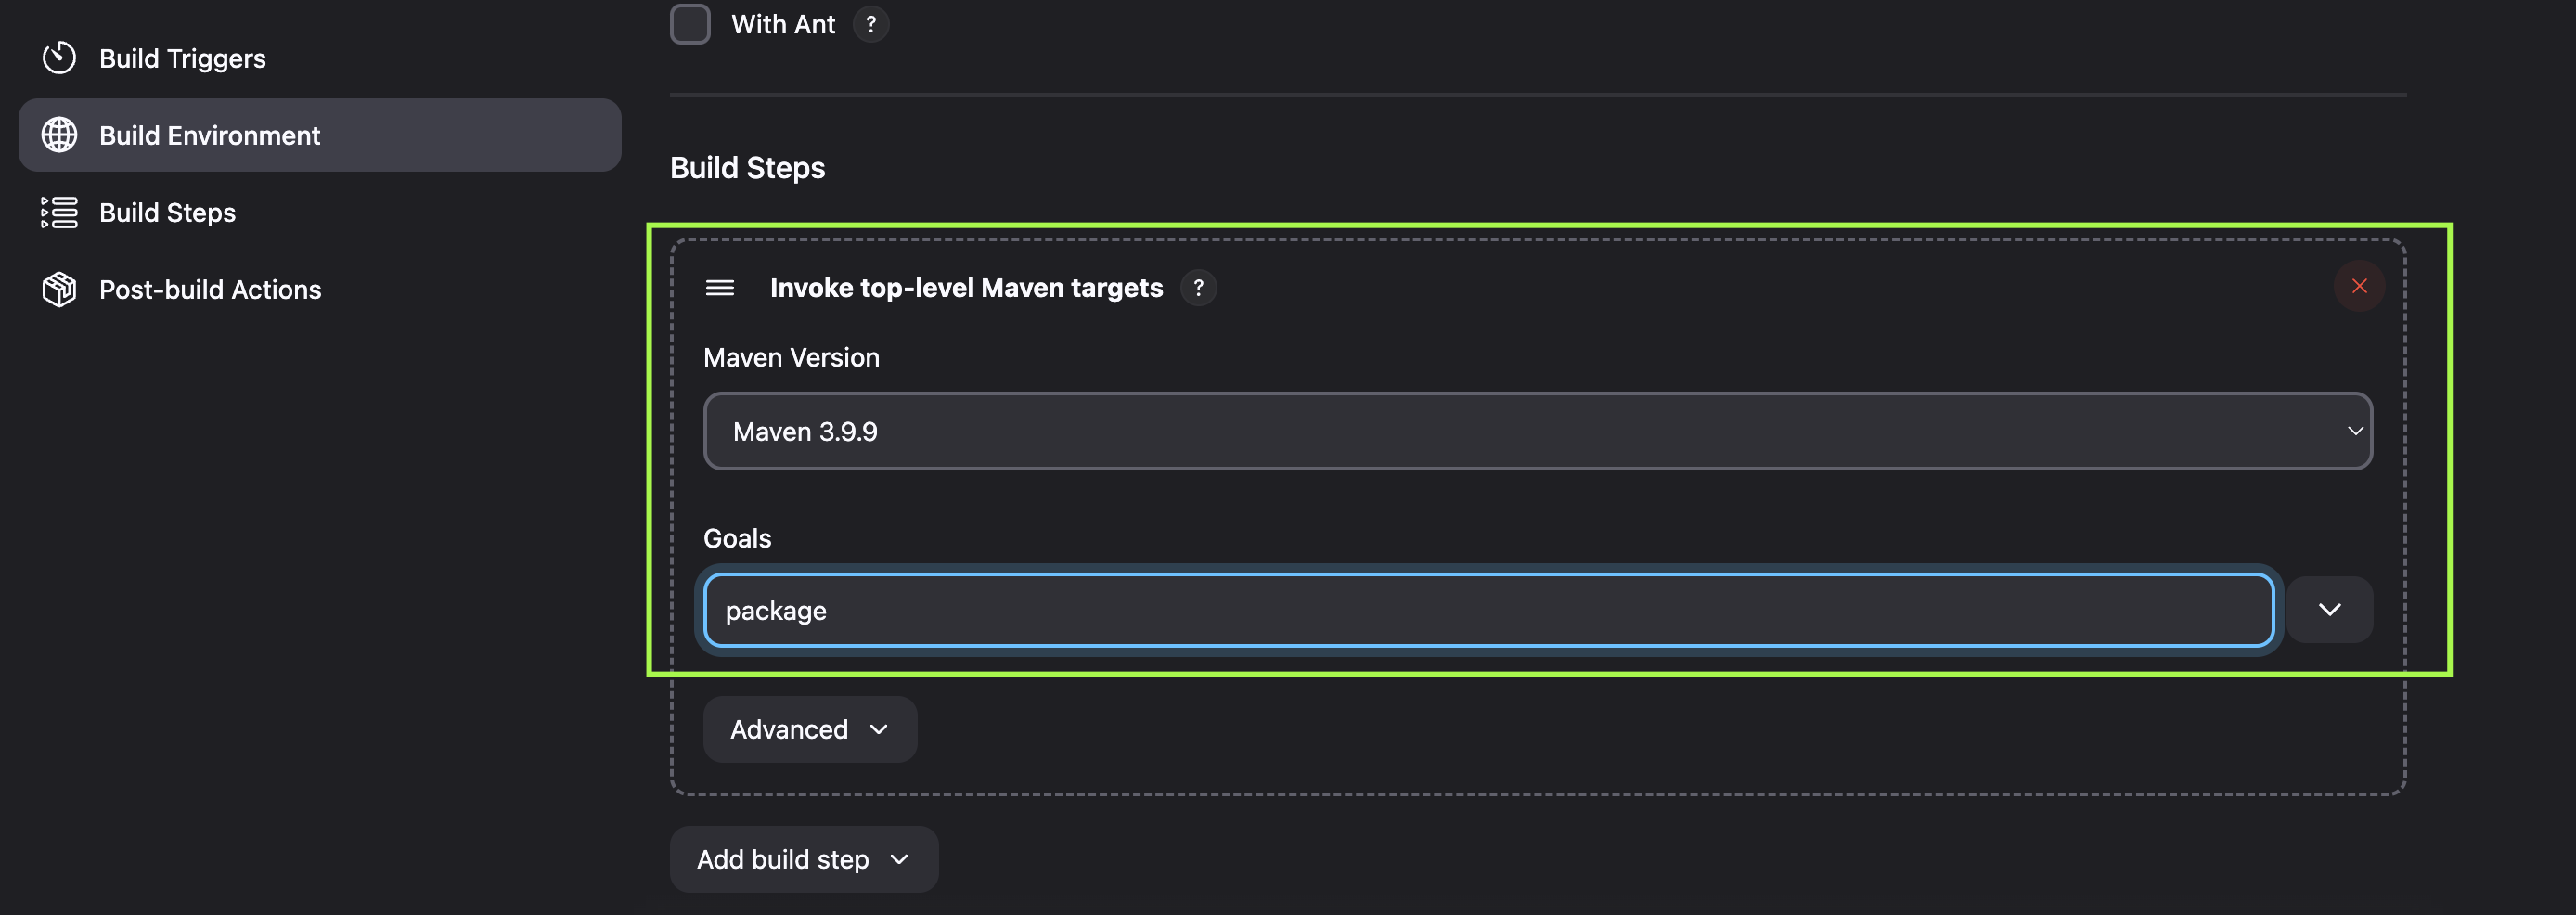 With Ant ?
Build Triggers
Build Environment
Build Steps
Post-build Actions
Build Steps
Invoke top-level Maven targets ?
Maven Version
Maven 3.9.9
Goals
package
Advanced
Add build step